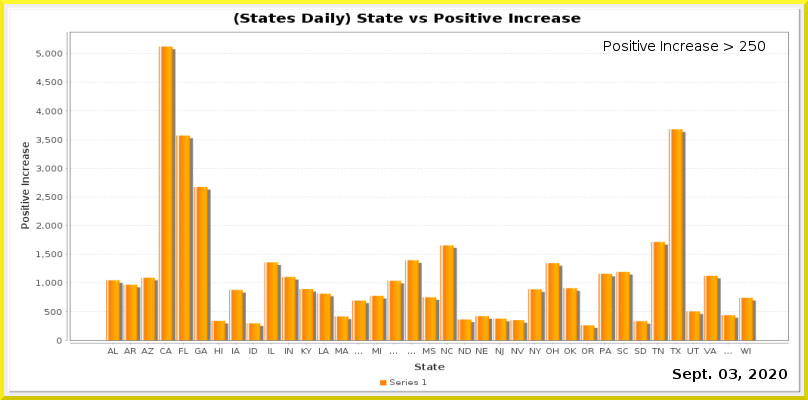 (States Daily) State vs Positive Increase
Positive Increase > 250
5,000
4,500
4,000
3,500
3,000
2,500
2,000
1,500
1,000
500
0
Positive Increase
AL AR AZ CA FL GA HI IA ID IL IN KY LA MA ... MI ... ... MS NC ND NE NJ NV NY OH OK OR PA SC SD TN TX UT VA ... WI
State
Series 1
Sept. 03, 2020